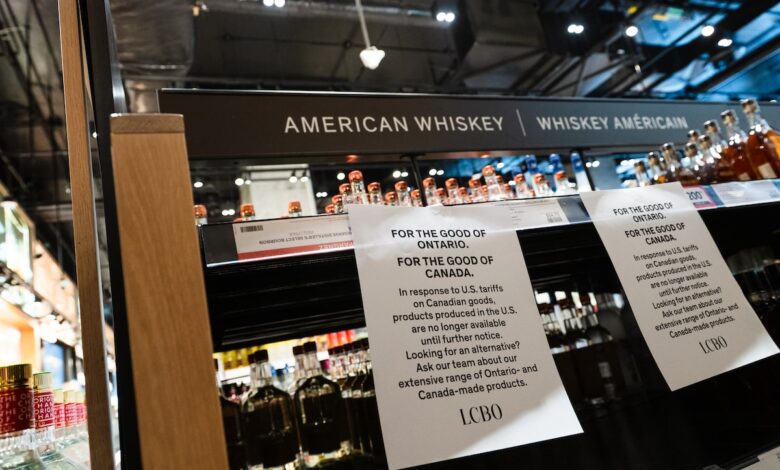 AMERICAN WHISKEY | WHISKEY AMÉRICAIN
200
FOR THE GOOD OF
ONTARIO.
FOR THE GOOD OF
CANADA.
In response to U.S. tariffs
on Canadian goods,
products produced in the U.S.
are no longer available
until further notice.
Looking for an alternative?
Ask our team about our
extensive range of Ontario- and
Canada-made products.
LCBO
FOR THE GOOD OF
ONTARIO.
FOR THE GOOD OF
CANADA.
In response to U.S. tariffs
on Canadian goods,
products produced in the U.S.
are no longer available
until further notice.
Looking for an alternative?
Ask our team about our
extensive range of Ontario- and
Canada-made products.
LCBO